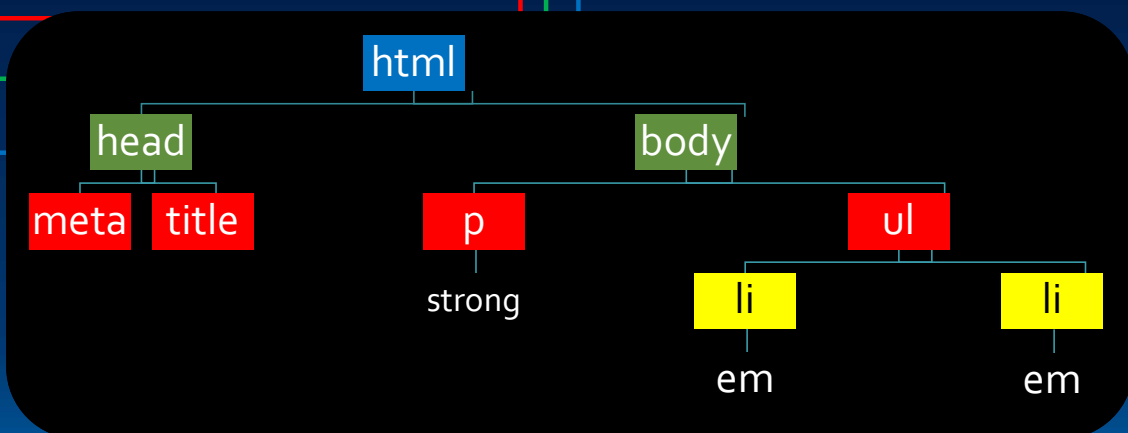 html
head body
meta title p ul
strong li li
em em